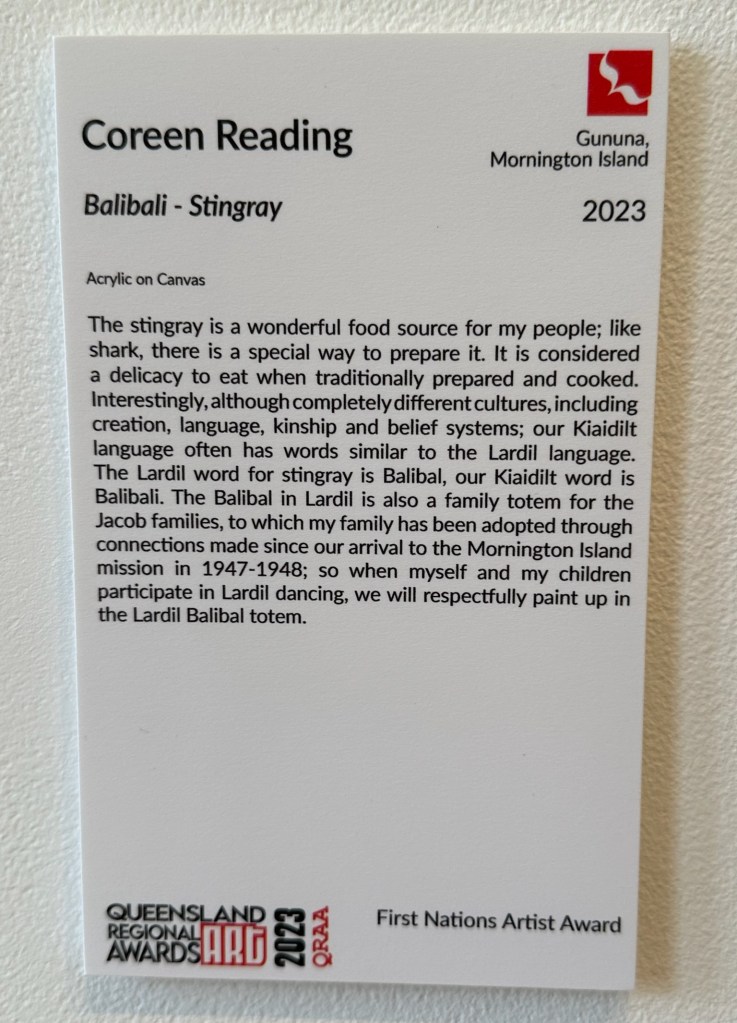 Coreen Reading
Gununa,
Mornington Island
Balibali - Stingray
2023
Acrylic on Canvas
The stingray is a wonderful food source for my people; like
shark, there is a special way to prepare it. It is considered
a delicacy to eat when traditionally prepared and cooked.
Interestingly, although completely different cultures, including
creation, language, kinship and belief systems; our Kiaidilt
language often has words similar to the Lardil language.
The Lardil word for stingray is Balibal, our Kiaidilt word is
Balibali. The Balibal in Lardil is also a family totem for the
Jacob families, to which my family has been adopted through
connections made since our arrival to the Mornington Island
mission in 1947-1948; so when myself and my children
participate in Lardil dancing, we will respectfully paint up in
the Lardil Balibal totem.
QUEENSLAND
REGIONAL ART
AWARDS
2023
QRAA
First Nations Artist Award